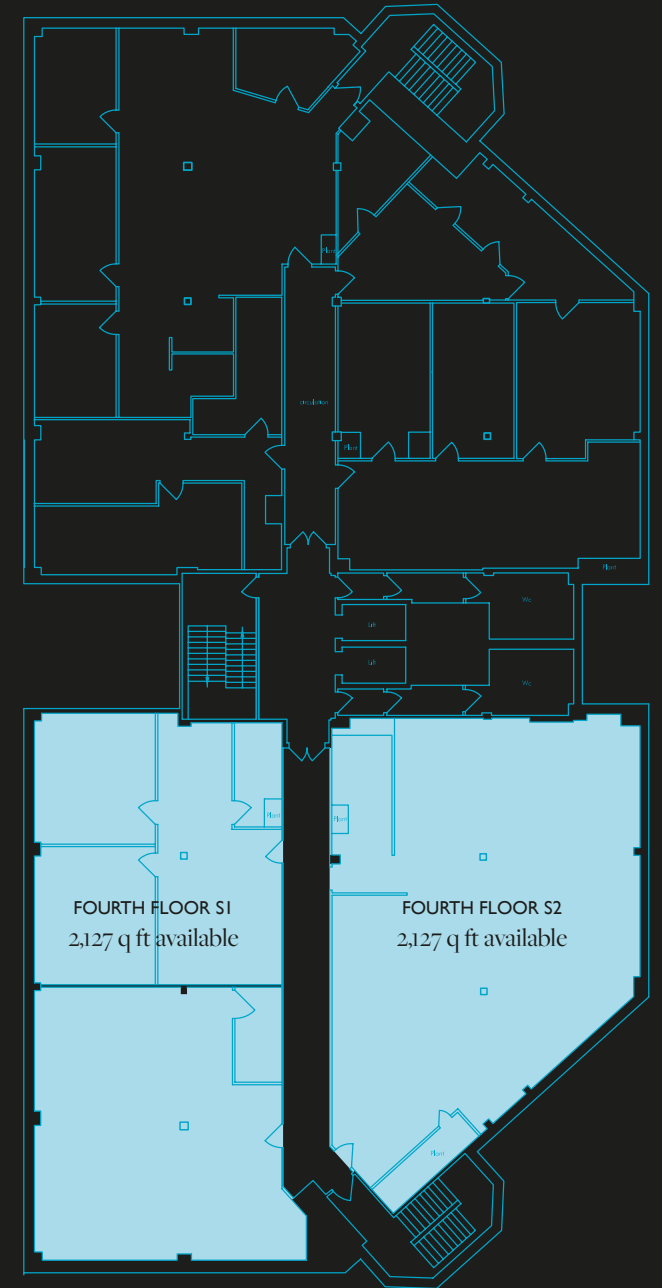 Plant
Circulation
Plant
Plant
Wc
Lift
Lift
Wc
Plant
Plant
FOURTH FLOOR S1
2,127 q ft available
FOURTH FLOOR S2
2,127 q ft available
Plant